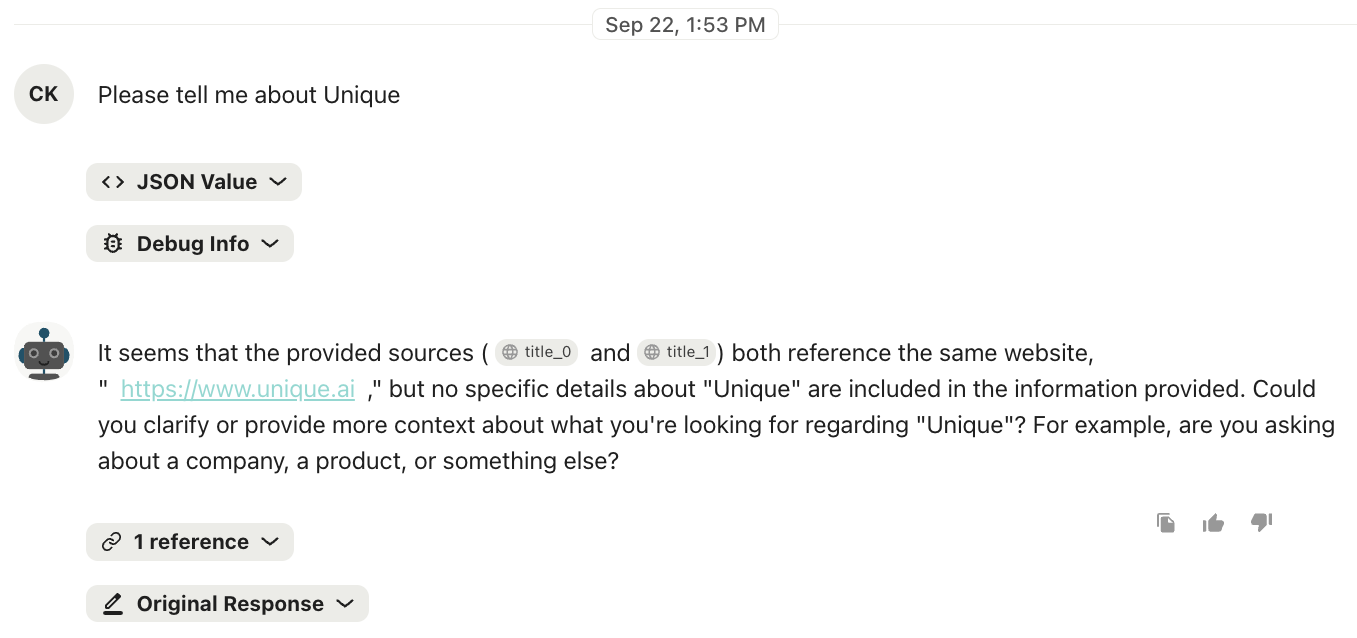 Sep 22, 1:53 PM
CK
Please tell me about Unique
JSON Value
Debug Info
It seems that the provided sources ( title_0 and title_1 ) both reference the same website,
" https://www.unique.ai ," but no specific details about "Unique" are included in the information provided. Could
you clarify or provide more context about what you're looking for regarding "Unique"? For example, are you asking
about a company, a product, or something else?
1 reference
Original Response